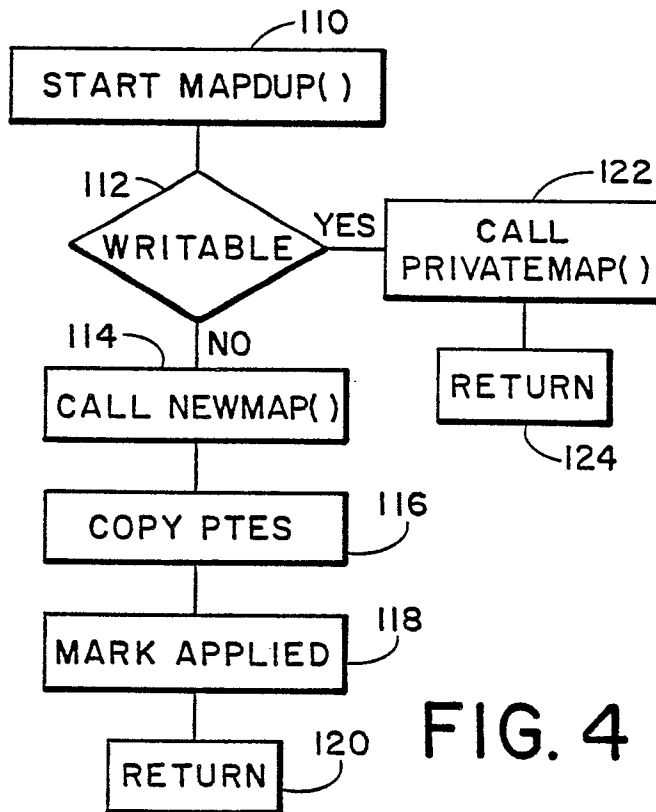 110
START MAPDUP()
112
WRITABLE
YES
122
CALL
PRIVATEMAP()
NO
114
CALL NEWMAP()
RETURN
124
COPY PTES
116
MARK APPLIED
118
RETURN
120
FIG. 4